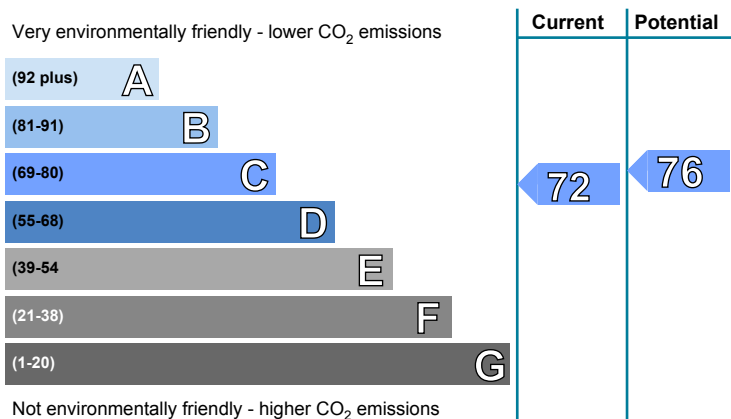 Very environmentally friendly - lower CO₂ emissions
Current
Potential
(92 plus) A
(81-91) B
(69-80) C
72
76
(55-68) D
(39-54 E
(21-38) F
(1-20) G
Not environmentally friendly - higher CO₂ emissions